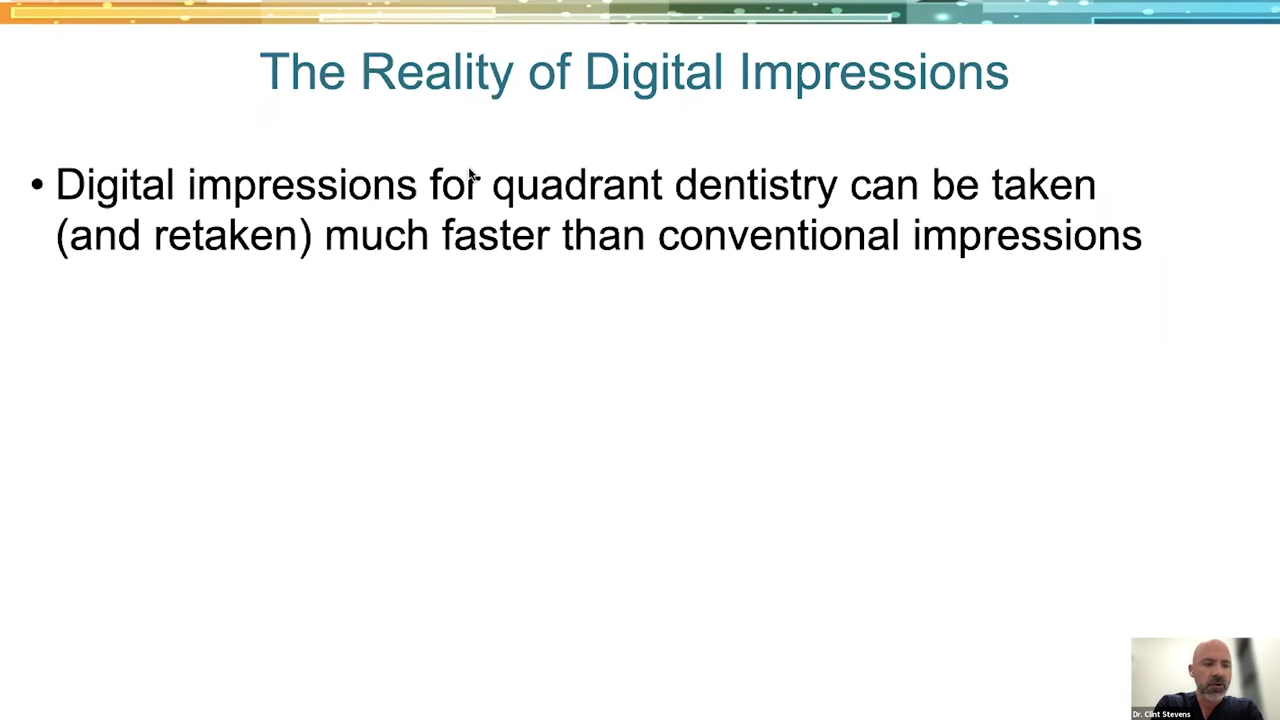 The Reality of Digital Impressions
• Digital impressions for quadrant dentistry can be taken
(and retaken) much faster than conventional impressions
Dr. Clint Stevens